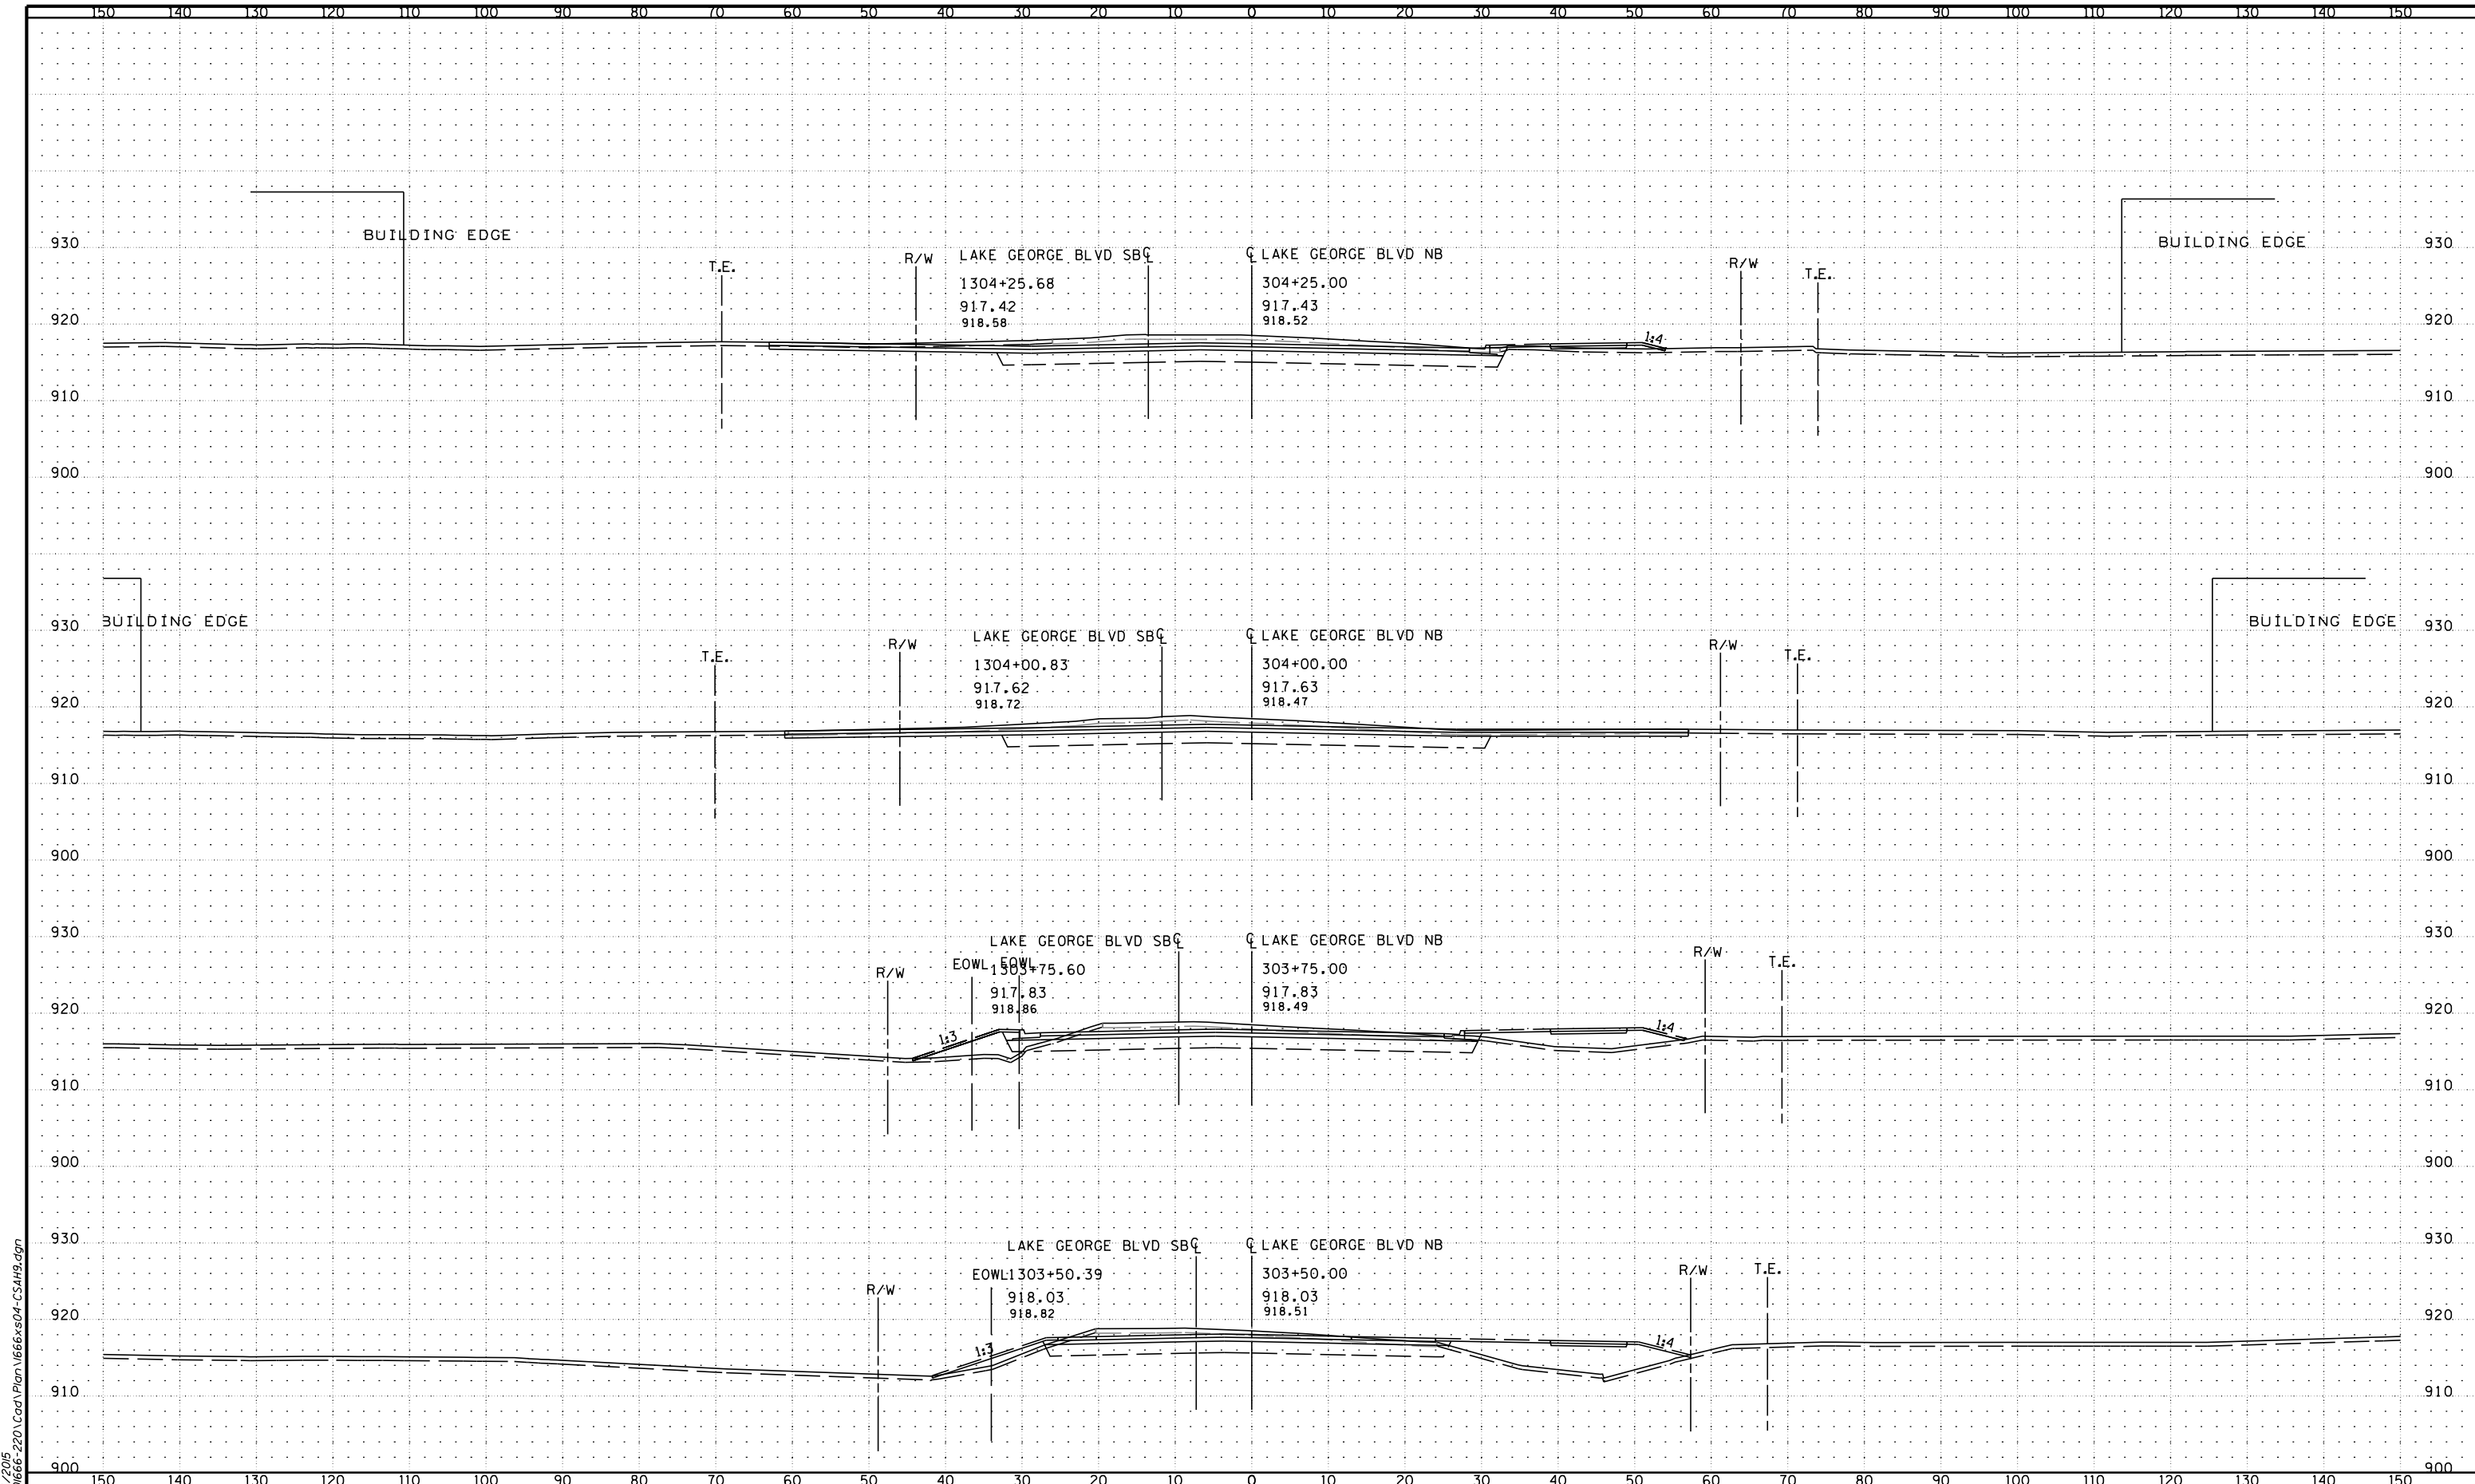 150 140 130 120 110 100 90 80 70 60 50 40 30 20 10 0 10 20 30 40 50 60 70 80 90 100 110 120 130 140 150
BUILDING EDGE
BUILDING EDGE
930 930
T.E. R/W LAKE GEORGE BLVD SB ℄ ℄ LAKE GEORGE BLVD NB R/W T.E.
1304+25.68 304+25.00
917.42 917.43
918.58 918.52
920 920
1:4
910 910
900 900
BUILDING EDGE
BUILDING EDGE
930 930
T.E. R/W LAKE GEORGE BLVD SB ℄ ℄ LAKE GEORGE BLVD NB R/W T.E.
1304+00.83 304+00.00
917.62 917.63
918.72 918.47
920 920
910 910
900 900
930 930
R/W EOWL EOWL LAKE GEORGE BLVD SB ℄ ℄ LAKE GEORGE BLVD NB R/W T.E.
1303+75.60 303+75.00
917.83 917.83
918.86 918.49
920 920
1:3 1:4
910 910
900 900
930 930
LAKE GEORGE BLVD SB ℄ ℄ LAKE GEORGE BLVD NB
R/W EOWL 1303+50.39 303+50.00 R/W T.E.
918.03 918.03
918.82 918.51
920 920
1:3 1:4
910 910
900 900
150 140 130 120 110 100 90 80 70 60 50 40 30 20 10 0 10 20 30 40 50 60 70 80 90 100 110 120 130 140 150
/2015
1666-220\Cad\Plan\1666xs04-CSAH9.dgn